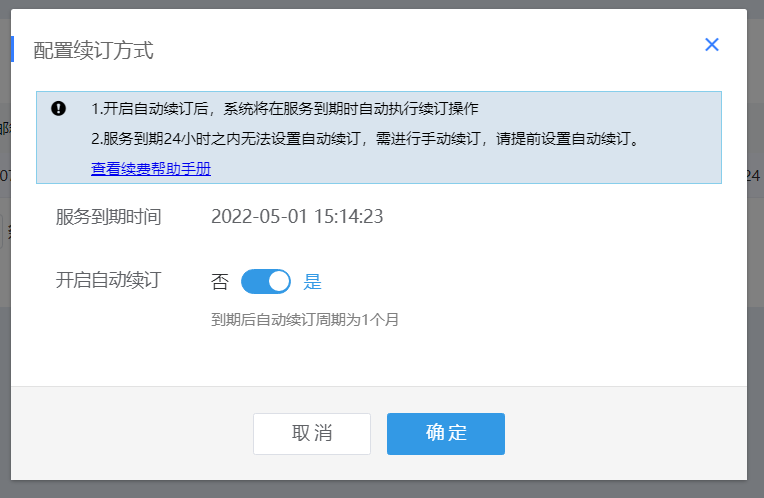 配置续订方式
1.开启自动续订后，系统将在服务到期时自动执行续订操作
2.服务到期24小时之内无法设置自动续订，需进行手动续订，请提前设置自动续订。
查看续费帮助手册
服务到期时间 2022-05-01 15:14:23
开启自动续订 否 是
到期后自动续订周期为1个月
取消 确定
24